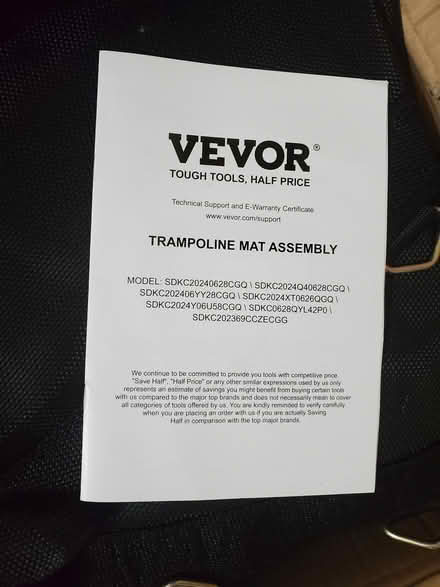 VEVOR®
TOUGH TOOLS, HALF PRICE
Technical Support and E-Warranty Certificate
www.vevor.com/support
TRAMPOLINE MAT ASSEMBLY
MODEL: SDKC20240628CGQ \ SDKC2024Q40628CGQ \
SDKC202406YY28CGQ \ SDKC2024XT0626QGQ \
SDKC2024Y06U58CGQ \ SDKC0628QYL42P0 \
SDKC202369CCZECGG
We continue to be committed to provide you tools with competitive price.
"Save Half", "Half Price" or any other similar expressions used by us only
represents an estimate of savings you might benefit from buying certain tools
with us compared to the major top brands and does not necessarily mean to cover
all categories of tools offered by us. You are kindly reminded to verify carefully
when you are placing an order with us if you are actually Saving
Half in comparison with the top major brands.